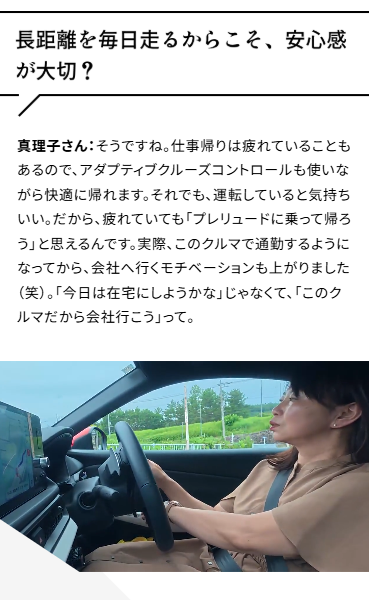 長距離を毎日走るからこそ、安心感
が大切？
真理子さん：そうですね。仕事帰りは疲れていることも
あるので、アダプティブクルーズコントロールも使いな
がら快適に帰れます。それでも、運転していると気持ち
いい。だから、疲れていても「プレリュードに乗って帰ろ
う」と思えるんです。実際、このクルマで通勤するように
なってから、会社へ行くモチベーションも上がりました
（笑）。「今日は在宅にしようかな」じゃなくて、「このク
ルマだから会社行こう」って。